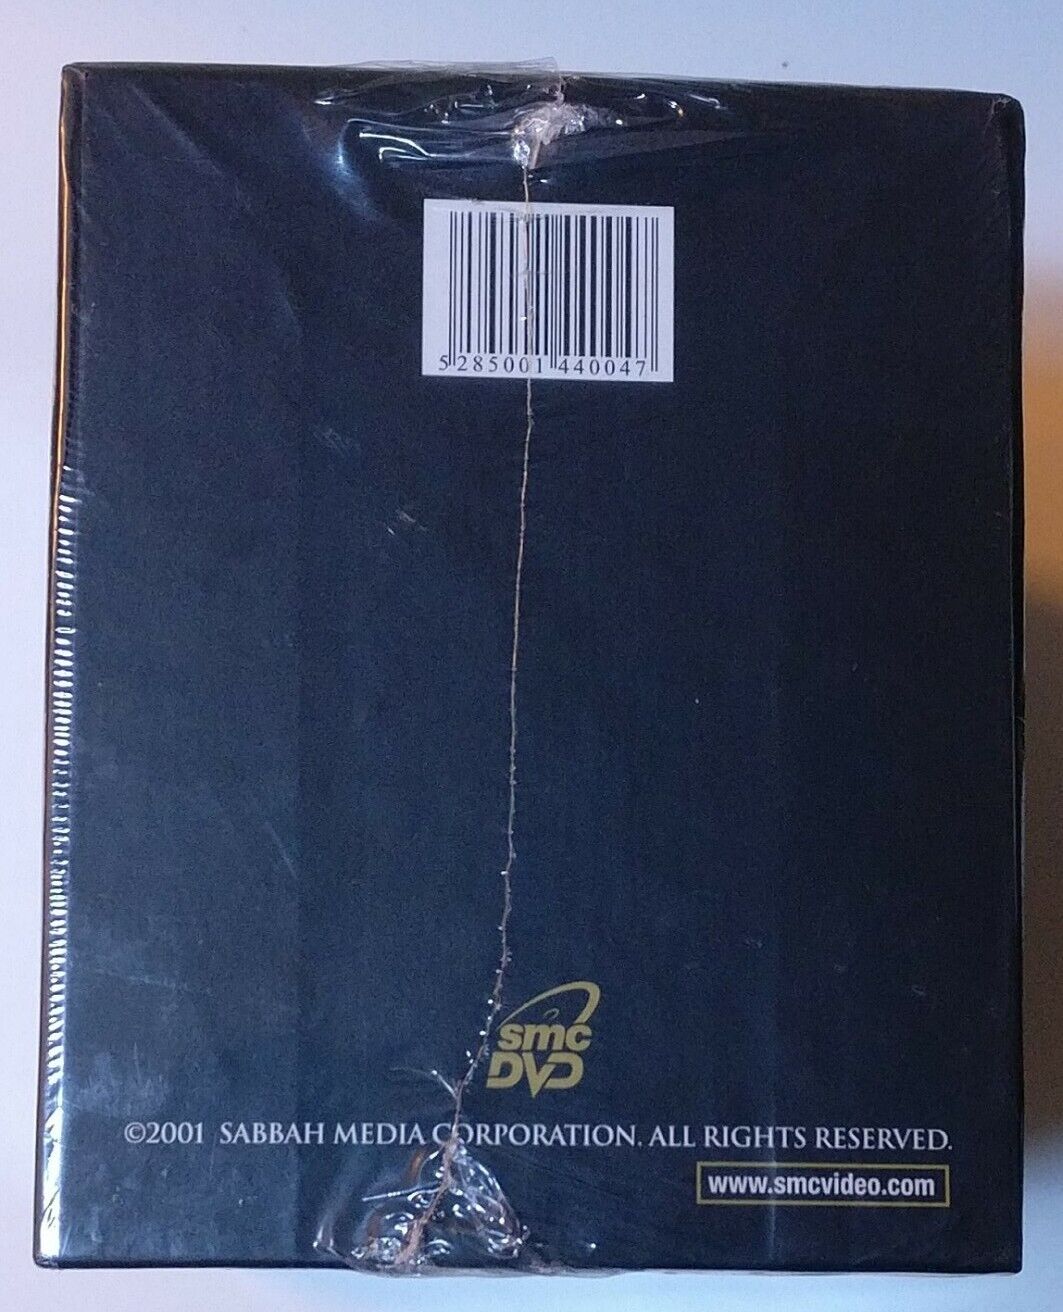 5 285001 440047
smc
DVD
©2001 SABBAH MEDIA CORPORATION. ALL RIGHTS RESERVED.
www.smcvideo.com